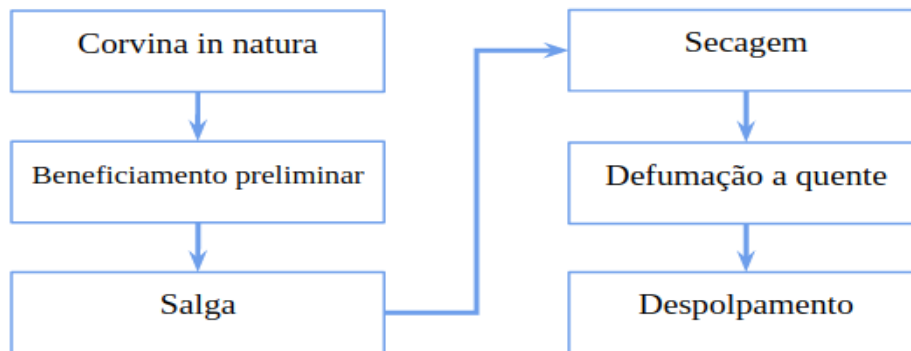 Corvina in natura
Beneficiamento preliminar
Salga
Secagem
Defumação a quente
Despolpamento